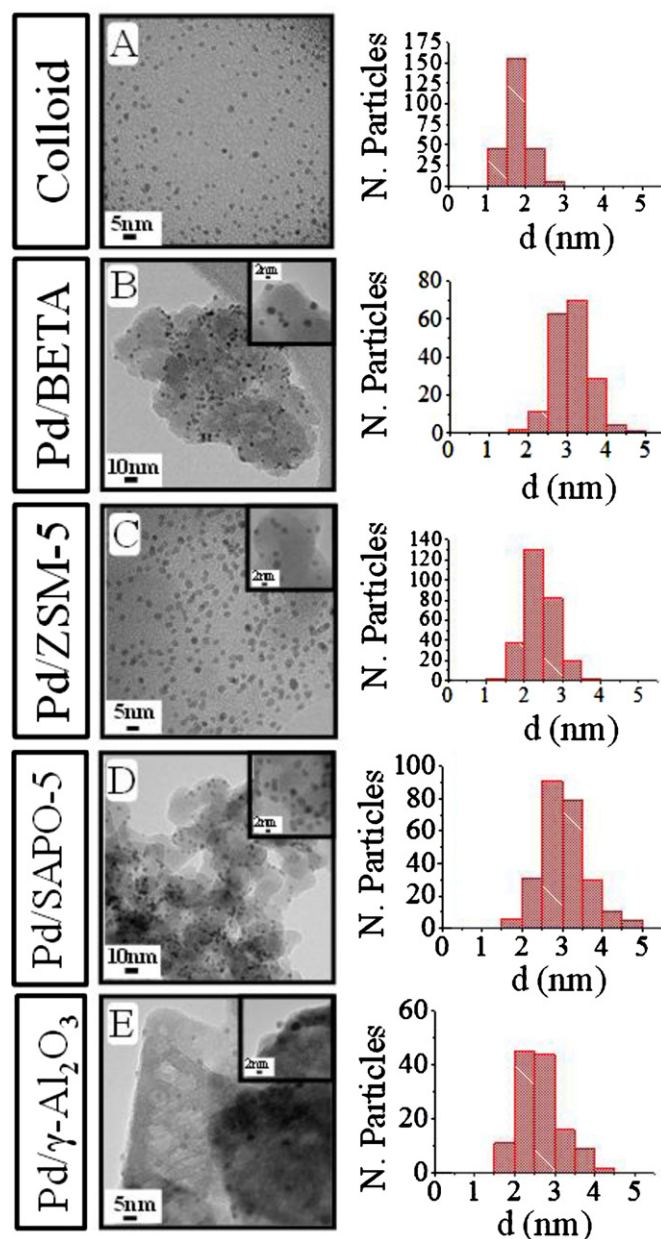 Colloid
A
5nm
N. Particles
175
150
125
100
75
50
25
0
0 1 2 3 4 5
d (nm)
Pd/BETA
B
2nm
10nm
N. Particles
80
60
40
20
0
0 1 2 3 4 5
d (nm)
Pd/ZSM-5
C
2nm
5nm
N. Particles
140
120
100
80
60
40
20
0
0 1 2 3 4 5
d (nm)
Pd/SAPO-5
D
2nm
10nm
N. Particles
100
80
60
40
20
0
0 1 2 3 4 5
d (nm)
Pd/γ-Al₂O₃
E
2nm
5nm
N. Particles
60
40
20
0
0 1 2 3 4 5
d (nm)